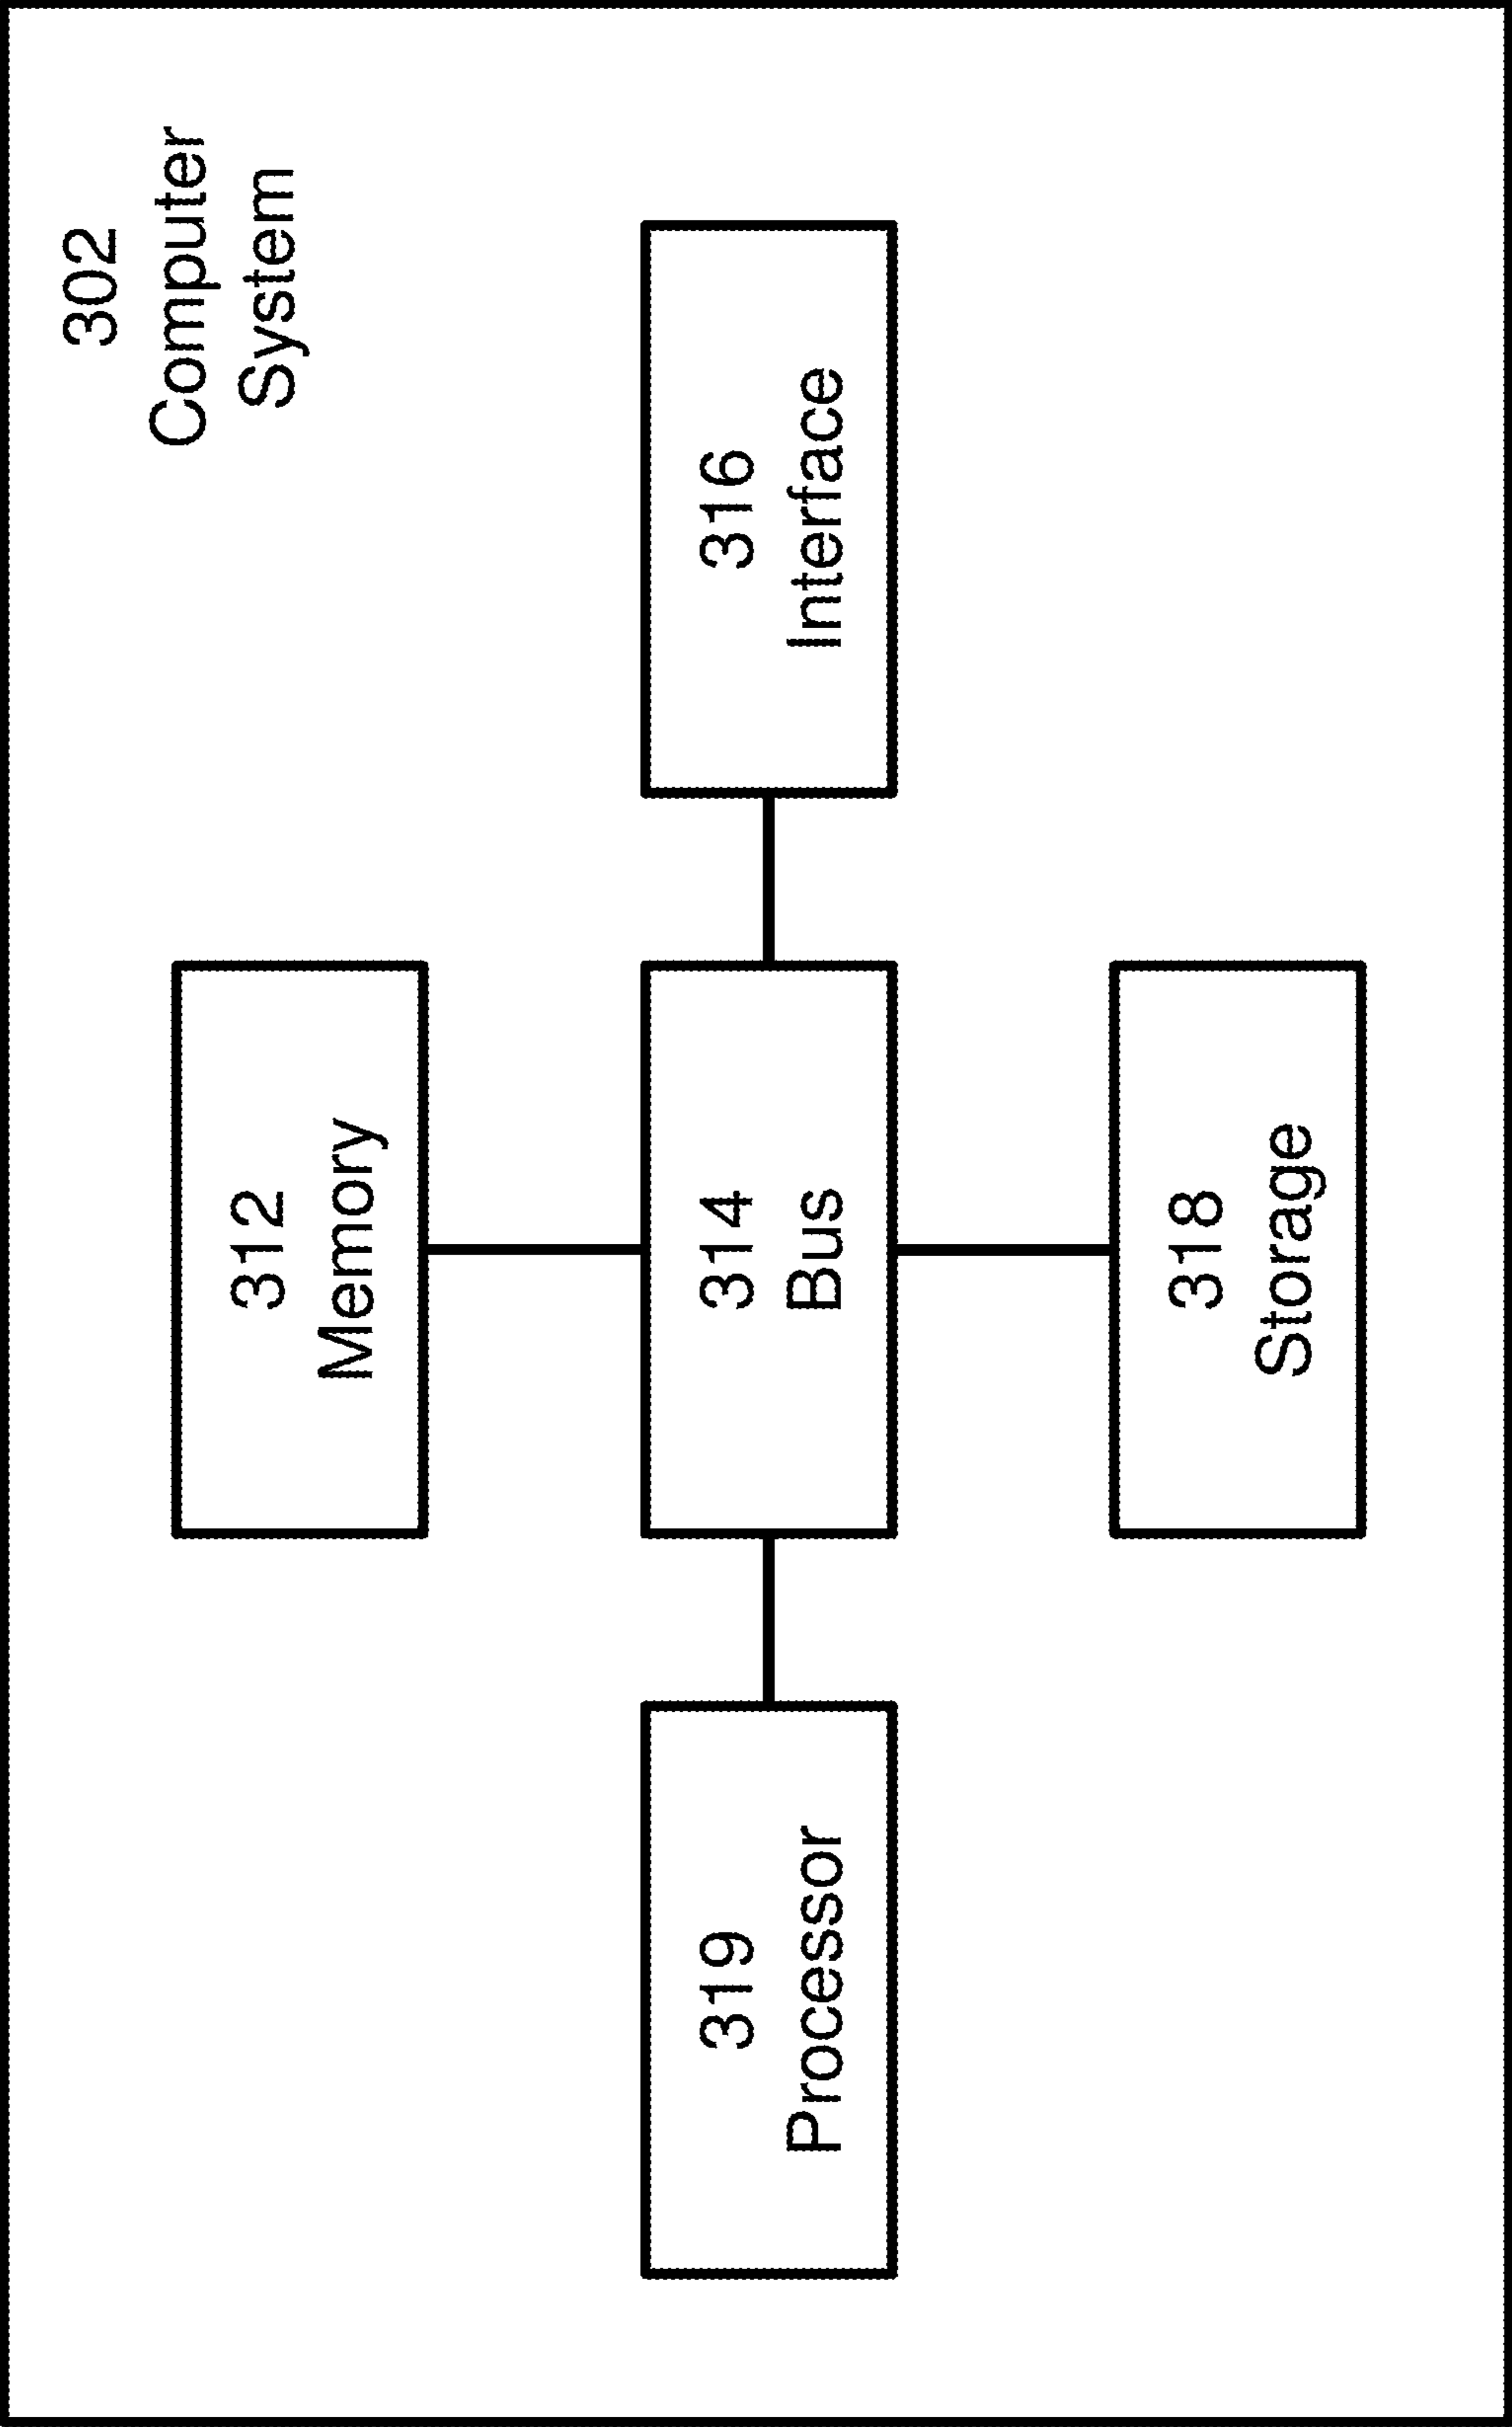 302
Computer
System
312
Memory
319
Processor
314
Bus
316
Interface
318
Storage